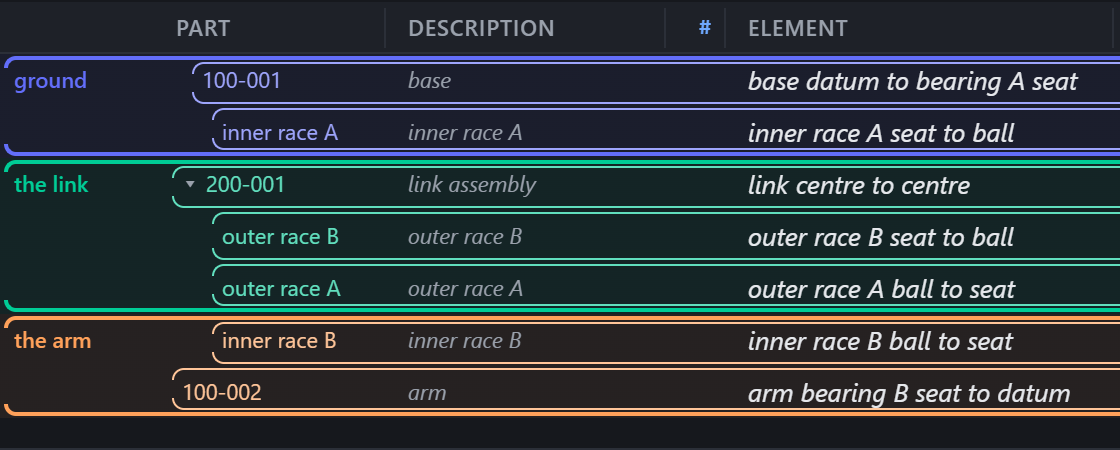 PART DESCRIPTION # ELEMENT
ground 100-001 base base datum to bearing A seat
inner race A inner race A inner race A seat to ball
the link ▾ 200-001 link assembly link centre to centre
outer race B outer race B outer race B seat to ball
outer race A outer race A outer race A ball to seat
the arm inner race B inner race B inner race B ball to seat
100-002 arm arm bearing B seat to datum